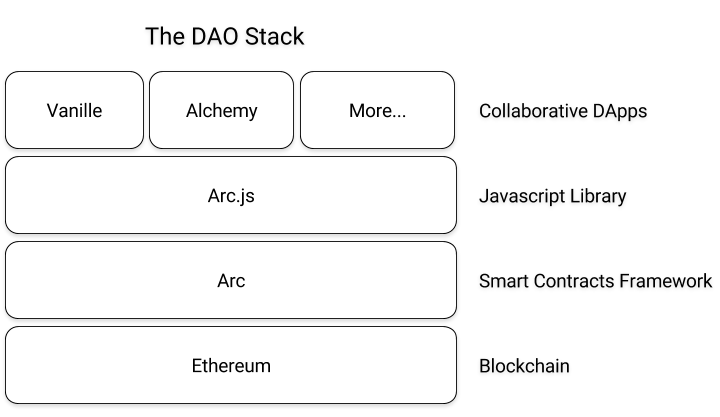 The DAO Stack
Vanille Alchemy More... Collaborative DApps
Arc.js Javascript Library
Arc Smart Contracts Framework
Ethereum Blockchain